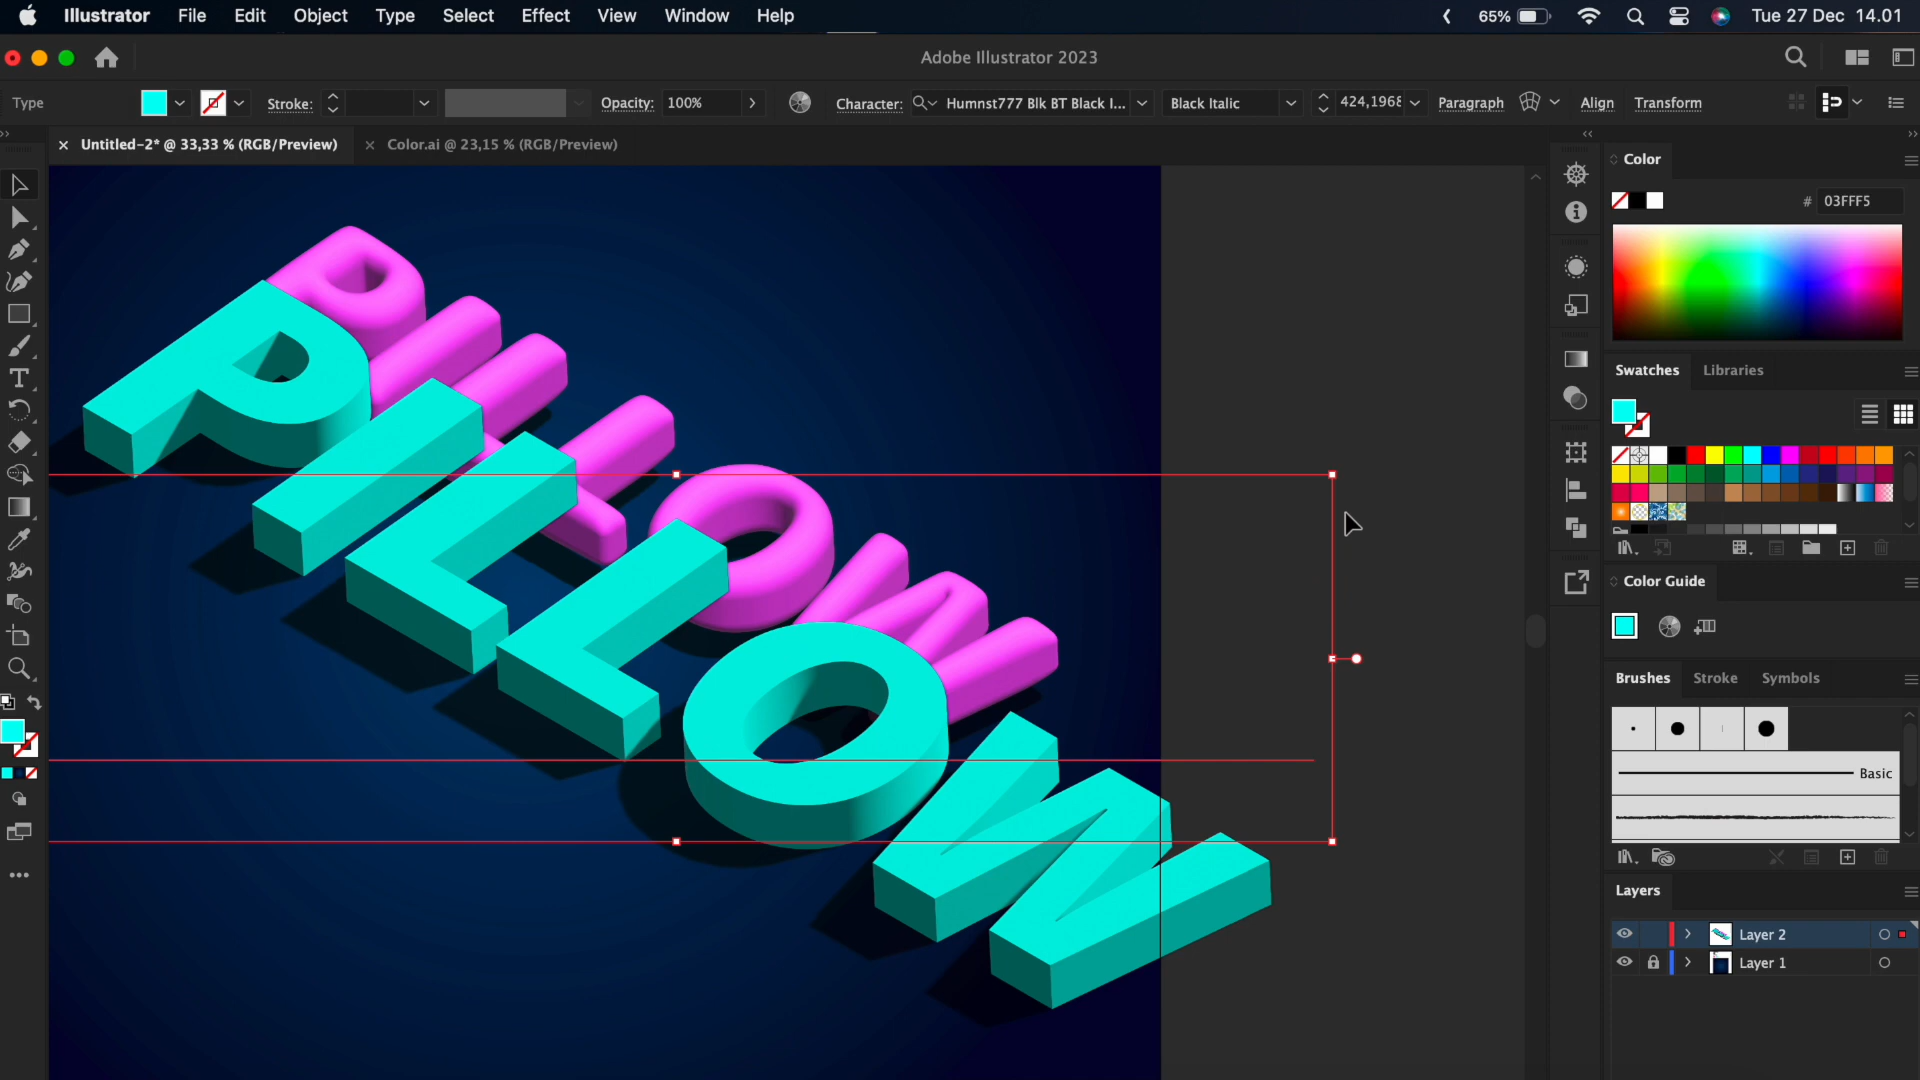 Illustrator File Edit Object Type Select Effect View Window Help 65% Tue 27 Dec 14.01
Adobe Illustrator 2023
Type Stroke: Opacity: 100% Character: Humnst777 Blk BT Black I... Black Italic 424,1968 Paragraph Align Transform
Untitled-2* @ 33,33 % (RGB/Preview) Color.ai @ 23,15 % (RGB/Preview)
Color
# 03FFF5
Swatches Libraries
Color Guide
Brushes Stroke Symbols
Basic
Layers
Layer 2
Layer 1
PILLOW
PILLOW